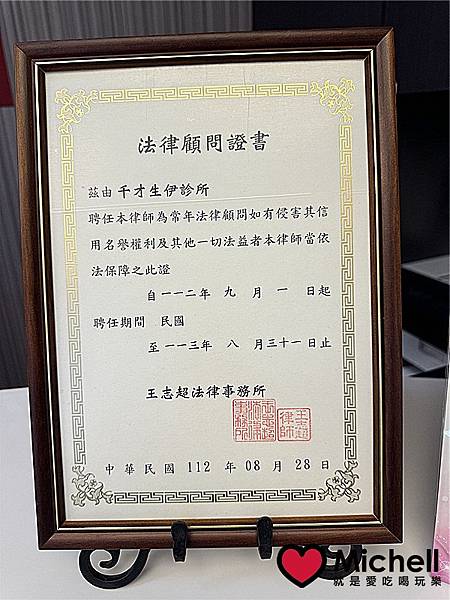 法律顧問證書
茲由千才生伊診所
聘任本律師為常年法律顧問如有侵害其信
用名譽權利及其他一切法益者本律師當依
法保障之此證
自一一二年 九 月 一 日起
聘任期間 民國
至一一三年 八 月三十一日止
王志超法律事務所
王志超
律師
中華民國 112 年 08 月 28 日
Michell
就是愛吃喝玩樂